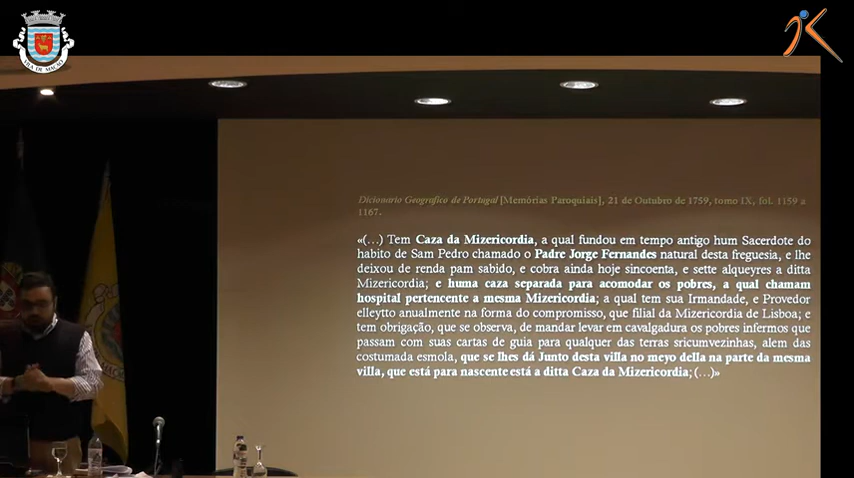 VILA DE MAÇÃO
Dicionário Geográfico de Portugal [Memórias Paroquiais], 21 de Outubro de 1759, tomo IX, fol. 1159 a
1167.
«(…) Tem Caza da Mizericordia, a qual fundou em tempo antigo hum Sacerdote do
habito de Sam Pedro chamado o Padre Jorge Fernandes natural desta freguesia, e lhe
deixou de renda pam sabido, e cobra ainda hoje sincoenta, e sette alqueyres a ditta
Mizericordia; e huma caza separada para acomodar os pobres, a qual chamam
hospital pertencente a mesma Mizericordia; a qual tem sua Irmandade, e Provedor
elleytto anualmente na forma do compromisso, que filial da Mizericordia de Lisboa; e
tem obrigação, que se observa, de mandar levar em cavalgadura os pobres infermos que
passam com suas cartas de guia para qualquer das terras sricumvezinhas, alem das
costumada esmola, que se lhes dá Junto desta villa no meyo della na parte da mesma
villa, que está para nascente está a ditta Caza da Mizericordia; (…)»